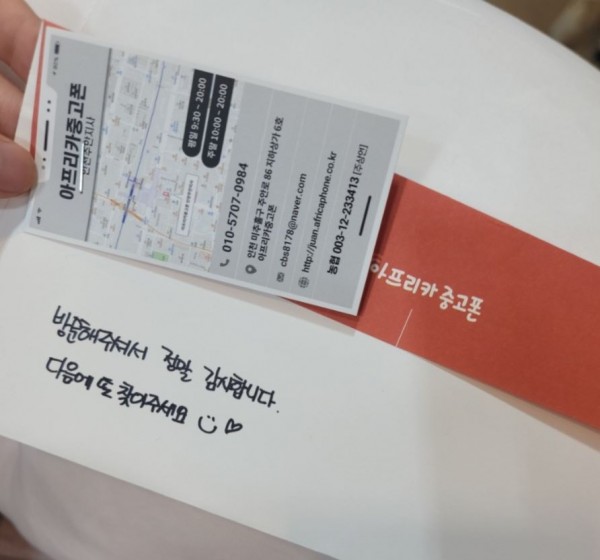 아프리카중고폰
인천주안지사
평일 9:30 ~ 20:00
주말 10:00 ~ 20:00
010-5707-0984
인천 미추홀구 주안로 86 지하상가 6호
아프리카중고폰
cbs8178@naver.com
http://juan.africaphone.co.kr
농협 003-12-233413 [주상언]
아프리카 중고폰
방문해주셔서 정말 감사합니다.
다음에 또 찾아주세요